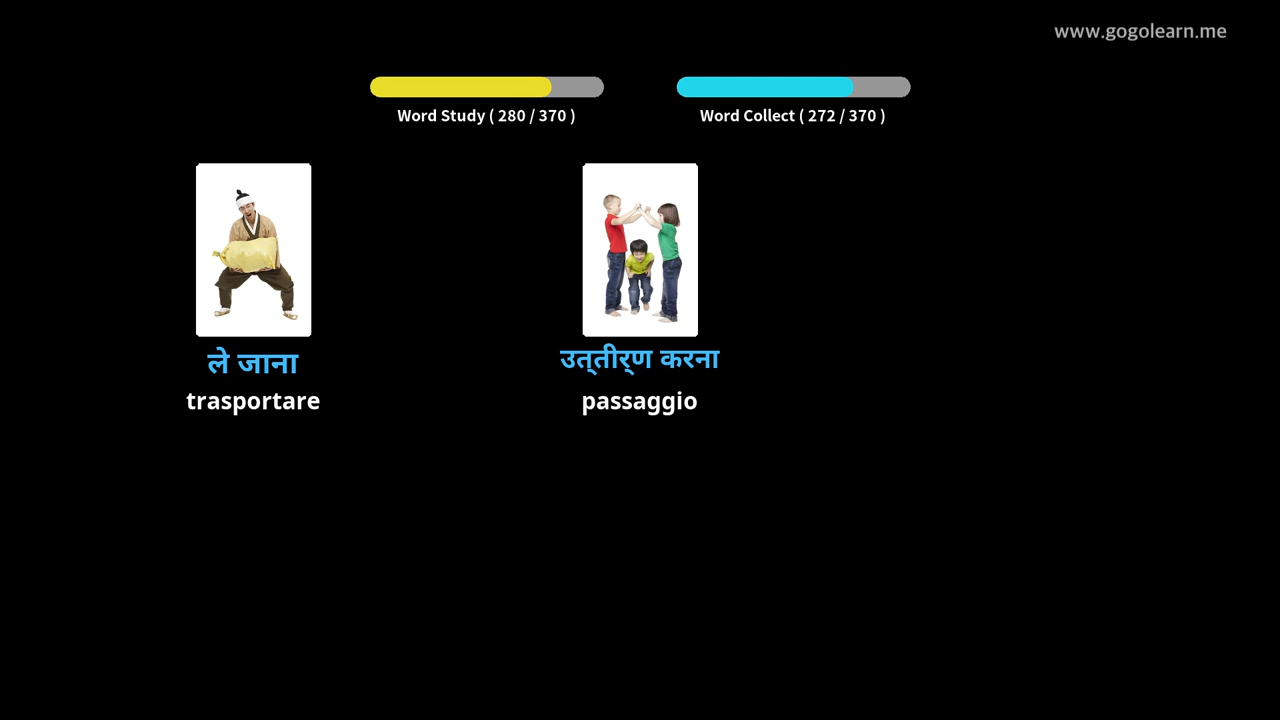 www.gogolearn.me
Word Study ( 280 / 370 )
Word Collect ( 272 / 370 )
ले जाना
उत्‌तीर्‌ण करना
trasportare
passaggio